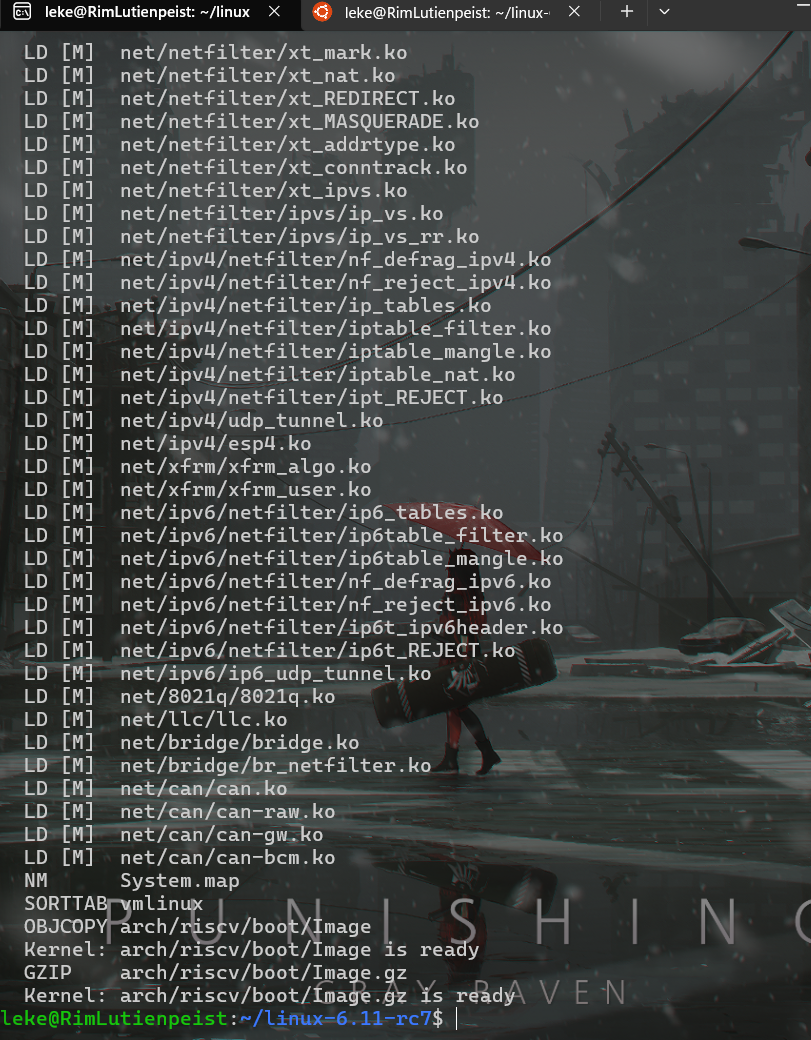 leke@RimLutienpeist: ~/linux
leke@RimLutienpeist: ~/linux-
LD [M] net/netfilter/xt_mark.ko
LD [M] net/netfilter/xt_nat.ko
LD [M] net/netfilter/xt_REDIRECT.ko
LD [M] net/netfilter/xt_MASQUERADE.ko
LD [M] net/netfilter/xt_addrtype.ko
LD [M] net/netfilter/xt_conntrack.ko
LD [M] net/netfilter/xt_ipvs.ko
LD [M] net/netfilter/ipvs/ip_vs.ko
LD [M] net/netfilter/ipvs/ip_vs_rr.ko
LD [M] net/ipv4/netfilter/nf_defrag_ipv4.ko
LD [M] net/ipv4/netfilter/nf_reject_ipv4.ko
LD [M] net/ipv4/netfilter/ip_tables.ko
LD [M] net/ipv4/netfilter/iptable_filter.ko
LD [M] net/ipv4/netfilter/iptable_mangle.ko
LD [M] net/ipv4/netfilter/iptable_nat.ko
LD [M] net/ipv4/netfilter/ipt_REJECT.ko
LD [M] net/ipv4/udp_tunnel.ko
LD [M] net/ipv4/esp4.ko
LD [M] net/xfrm/xfrm_algo.ko
LD [M] net/xfrm/xfrm_user.ko
LD [M] net/ipv6/netfilter/ip6_tables.ko
LD [M] net/ipv6/netfilter/ip6table_filter.ko
LD [M] net/ipv6/netfilter/ip6table_mangle.ko
LD [M] net/ipv6/netfilter/nf_defrag_ipv6.ko
LD [M] net/ipv6/netfilter/nf_reject_ipv6.ko
LD [M] net/ipv6/netfilter/ip6t_ipv6header.ko
LD [M] net/ipv6/netfilter/ip6t_REJECT.ko
LD [M] net/ipv6/ip6_udp_tunnel.ko
LD [M] net/8021q/8021q.ko
LD [M] net/llc/llc.ko
LD [M] net/bridge/bridge.ko
LD [M] net/bridge/br_netfilter.ko
LD [M] net/can/can.ko
LD [M] net/can/can-raw.ko
LD [M] net/can/can-gw.ko
LD [M] net/can/can-bcm.ko
NM System.map
SORTTAB vmlinux
OBJCOPY arch/riscv/boot/Image
Kernel: arch/riscv/boot/Image is ready
GZIP arch/riscv/boot/Image.gz
Kernel: arch/riscv/boot/Image.gz is ready
leke@RimLutienpeist:~/linux-6.11-rc7$
PUNISHING
GRAY RAVEN